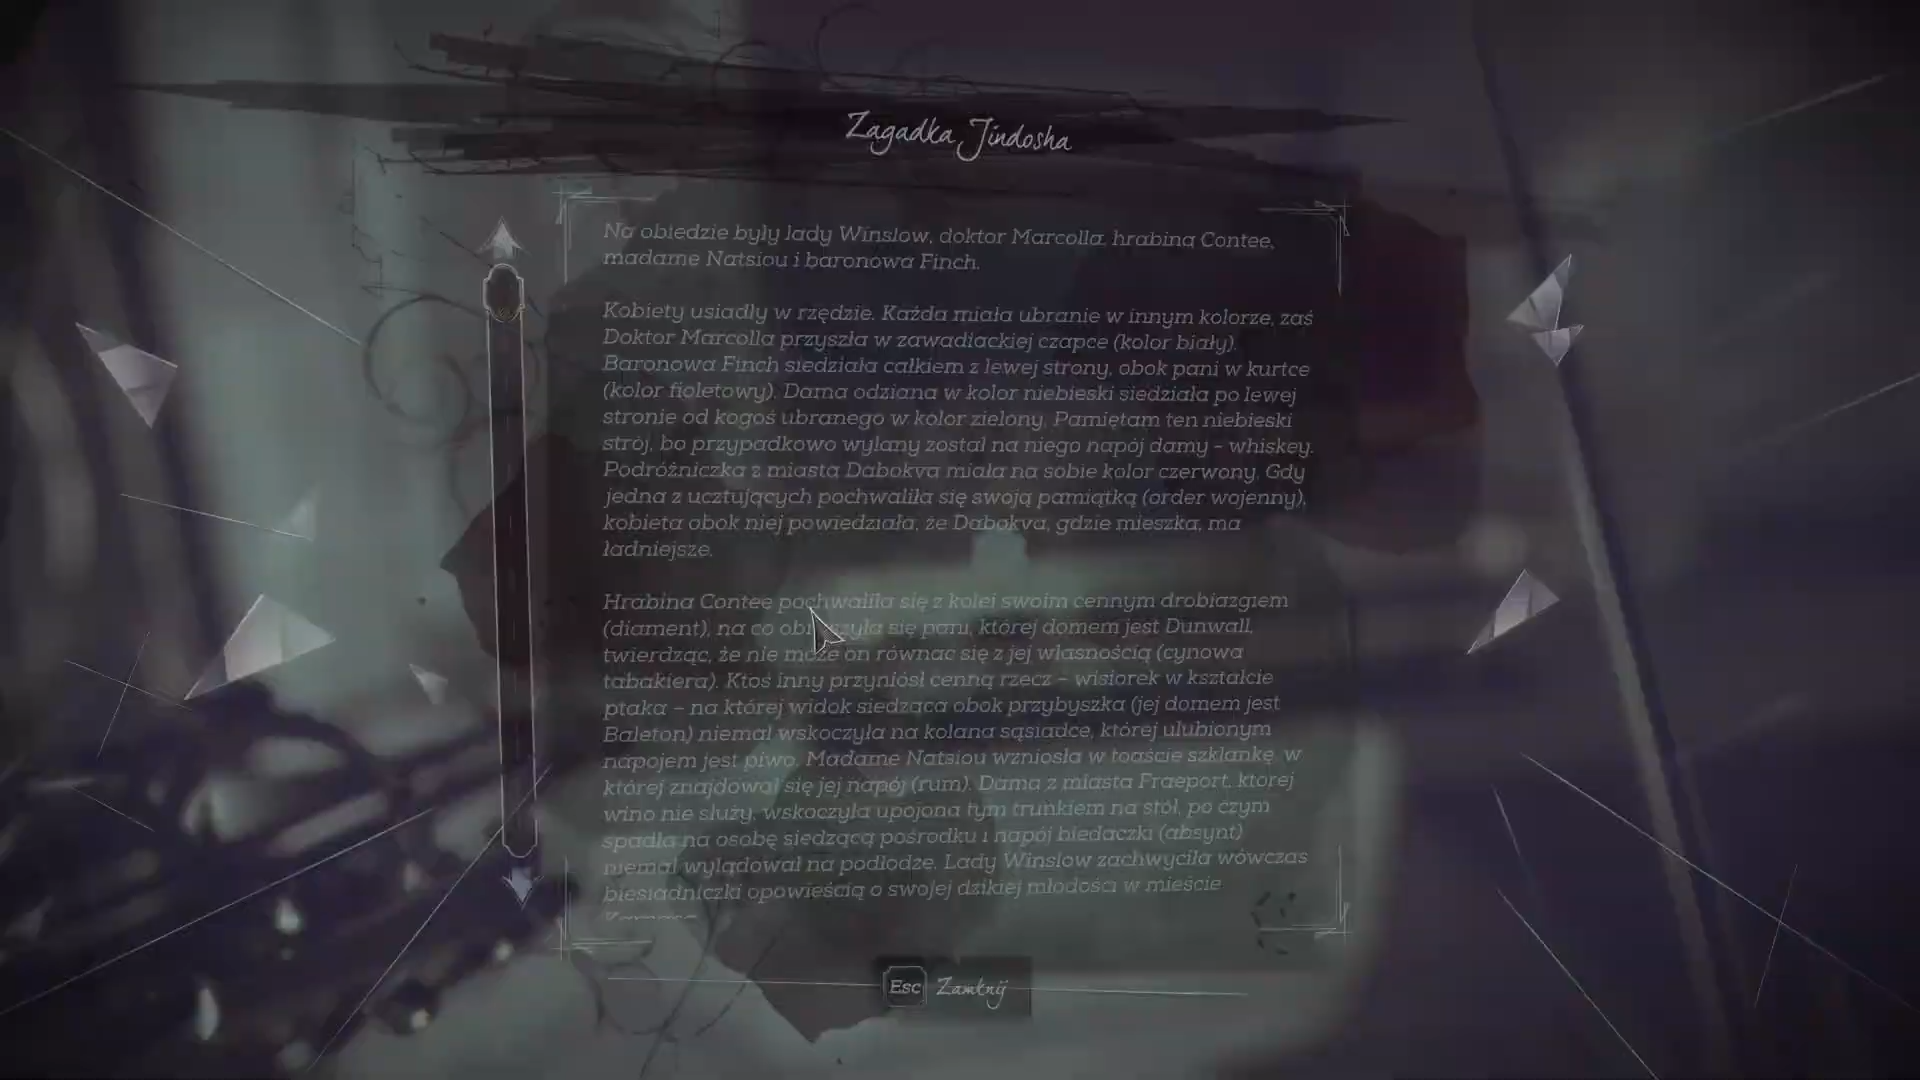 Zagadka Jindosha
Na obiedzie były lady Winslow, doktor Marcolla, hrabina Contee,
madame Natsiou i baronowa Finch.
Kobiety usiadły w rzędzie. Każda miała ubranie w innym kolorze, zaś
Doktor Marcolla przyszła w zawadiackiej czapce (kolor biały).
Baronowa Finch siedziała całkiem z lewej strony, obok pani w kurtce
(kolor fioletowy). Dama odziana w kolor niebieski siedziała po lewej
stronie od kogoś ubranego w kolor zielony. Pamiętam ten niebieski
strój, bo przypadkowo wylany został na niego napój damy - whiskey.
Podróżniczka z miasta Dabokva miała na sobie kolor czerwony. Gdy
jedna z ucztujących pochwaliła się swoją pamiątką (order wojenny),
kobieta obok niej powiedziała, że Dabokva, gdzie mieszka, ma
ładniejsze.
Hrabina Contee pochwaliła się z kolei swoim cennym drobiazgiem
(diament), na co się pani, której domem jest Dunwall,
twierdząc, że nie może on równać się z jej własnością (cynowa
tabakiera). Ktoś inny przyniósł cenną rzecz – wisiorek w kształcie
ptaka – na której widok siedząca obok przybyszka (jej domem jest
Baleton) niemal wskoczyła na kolana sąsiadce, której ulubionym
napojem jest piwo. Madame Natsiou wzniosła w toaście szklankę, w
której znajdował się jej napój (rum). Dama z miasta Fraeport, której
wino nie służy, wskoczyła upojona tym trunkiem na stół, po czym
spadła na osobę siedzącą pośrodku i napój biedaczki (absynt)
niemal wylądował na podłodze. Lady Winslow zachwyciła wówczas
biesiadniczki opowieścią o swojej dzikiej młodości w mieście
Esc Zamknij